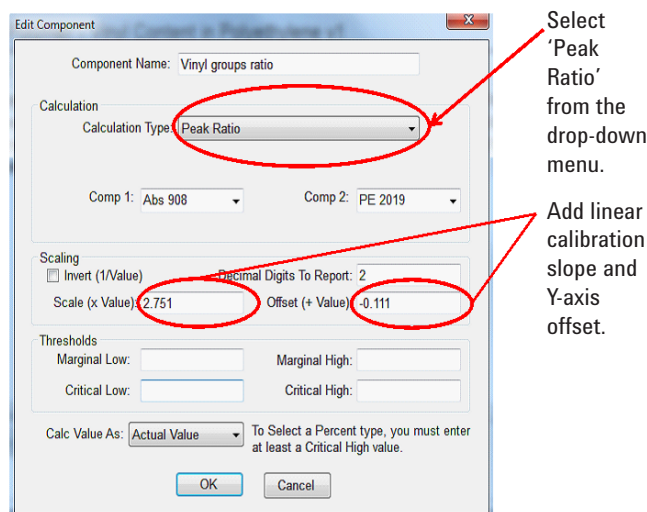 Edit Component
Component Name: Vinyl groups ratio
Calculation
Calculation Type: Peak Ratio
Comp 1: Abs 908 Comp 2: PE 2019
Scaling
Invert (1/Value) Decimal Digits To Report: 2
Scale (x Value): 2.751 Offset (+ Value): -0.111
Thresholds
Marginal Low: Marginal High:
Critical Low: Critical High:
Calc Value As: Actual Value
To Select a Percent type, you must enter
at least a Critical High value.
OK Cancel
Select
‘Peak
Ratio’
from the
drop-down
menu.
Add linear
calibration
slope and
Y-axis
offset.